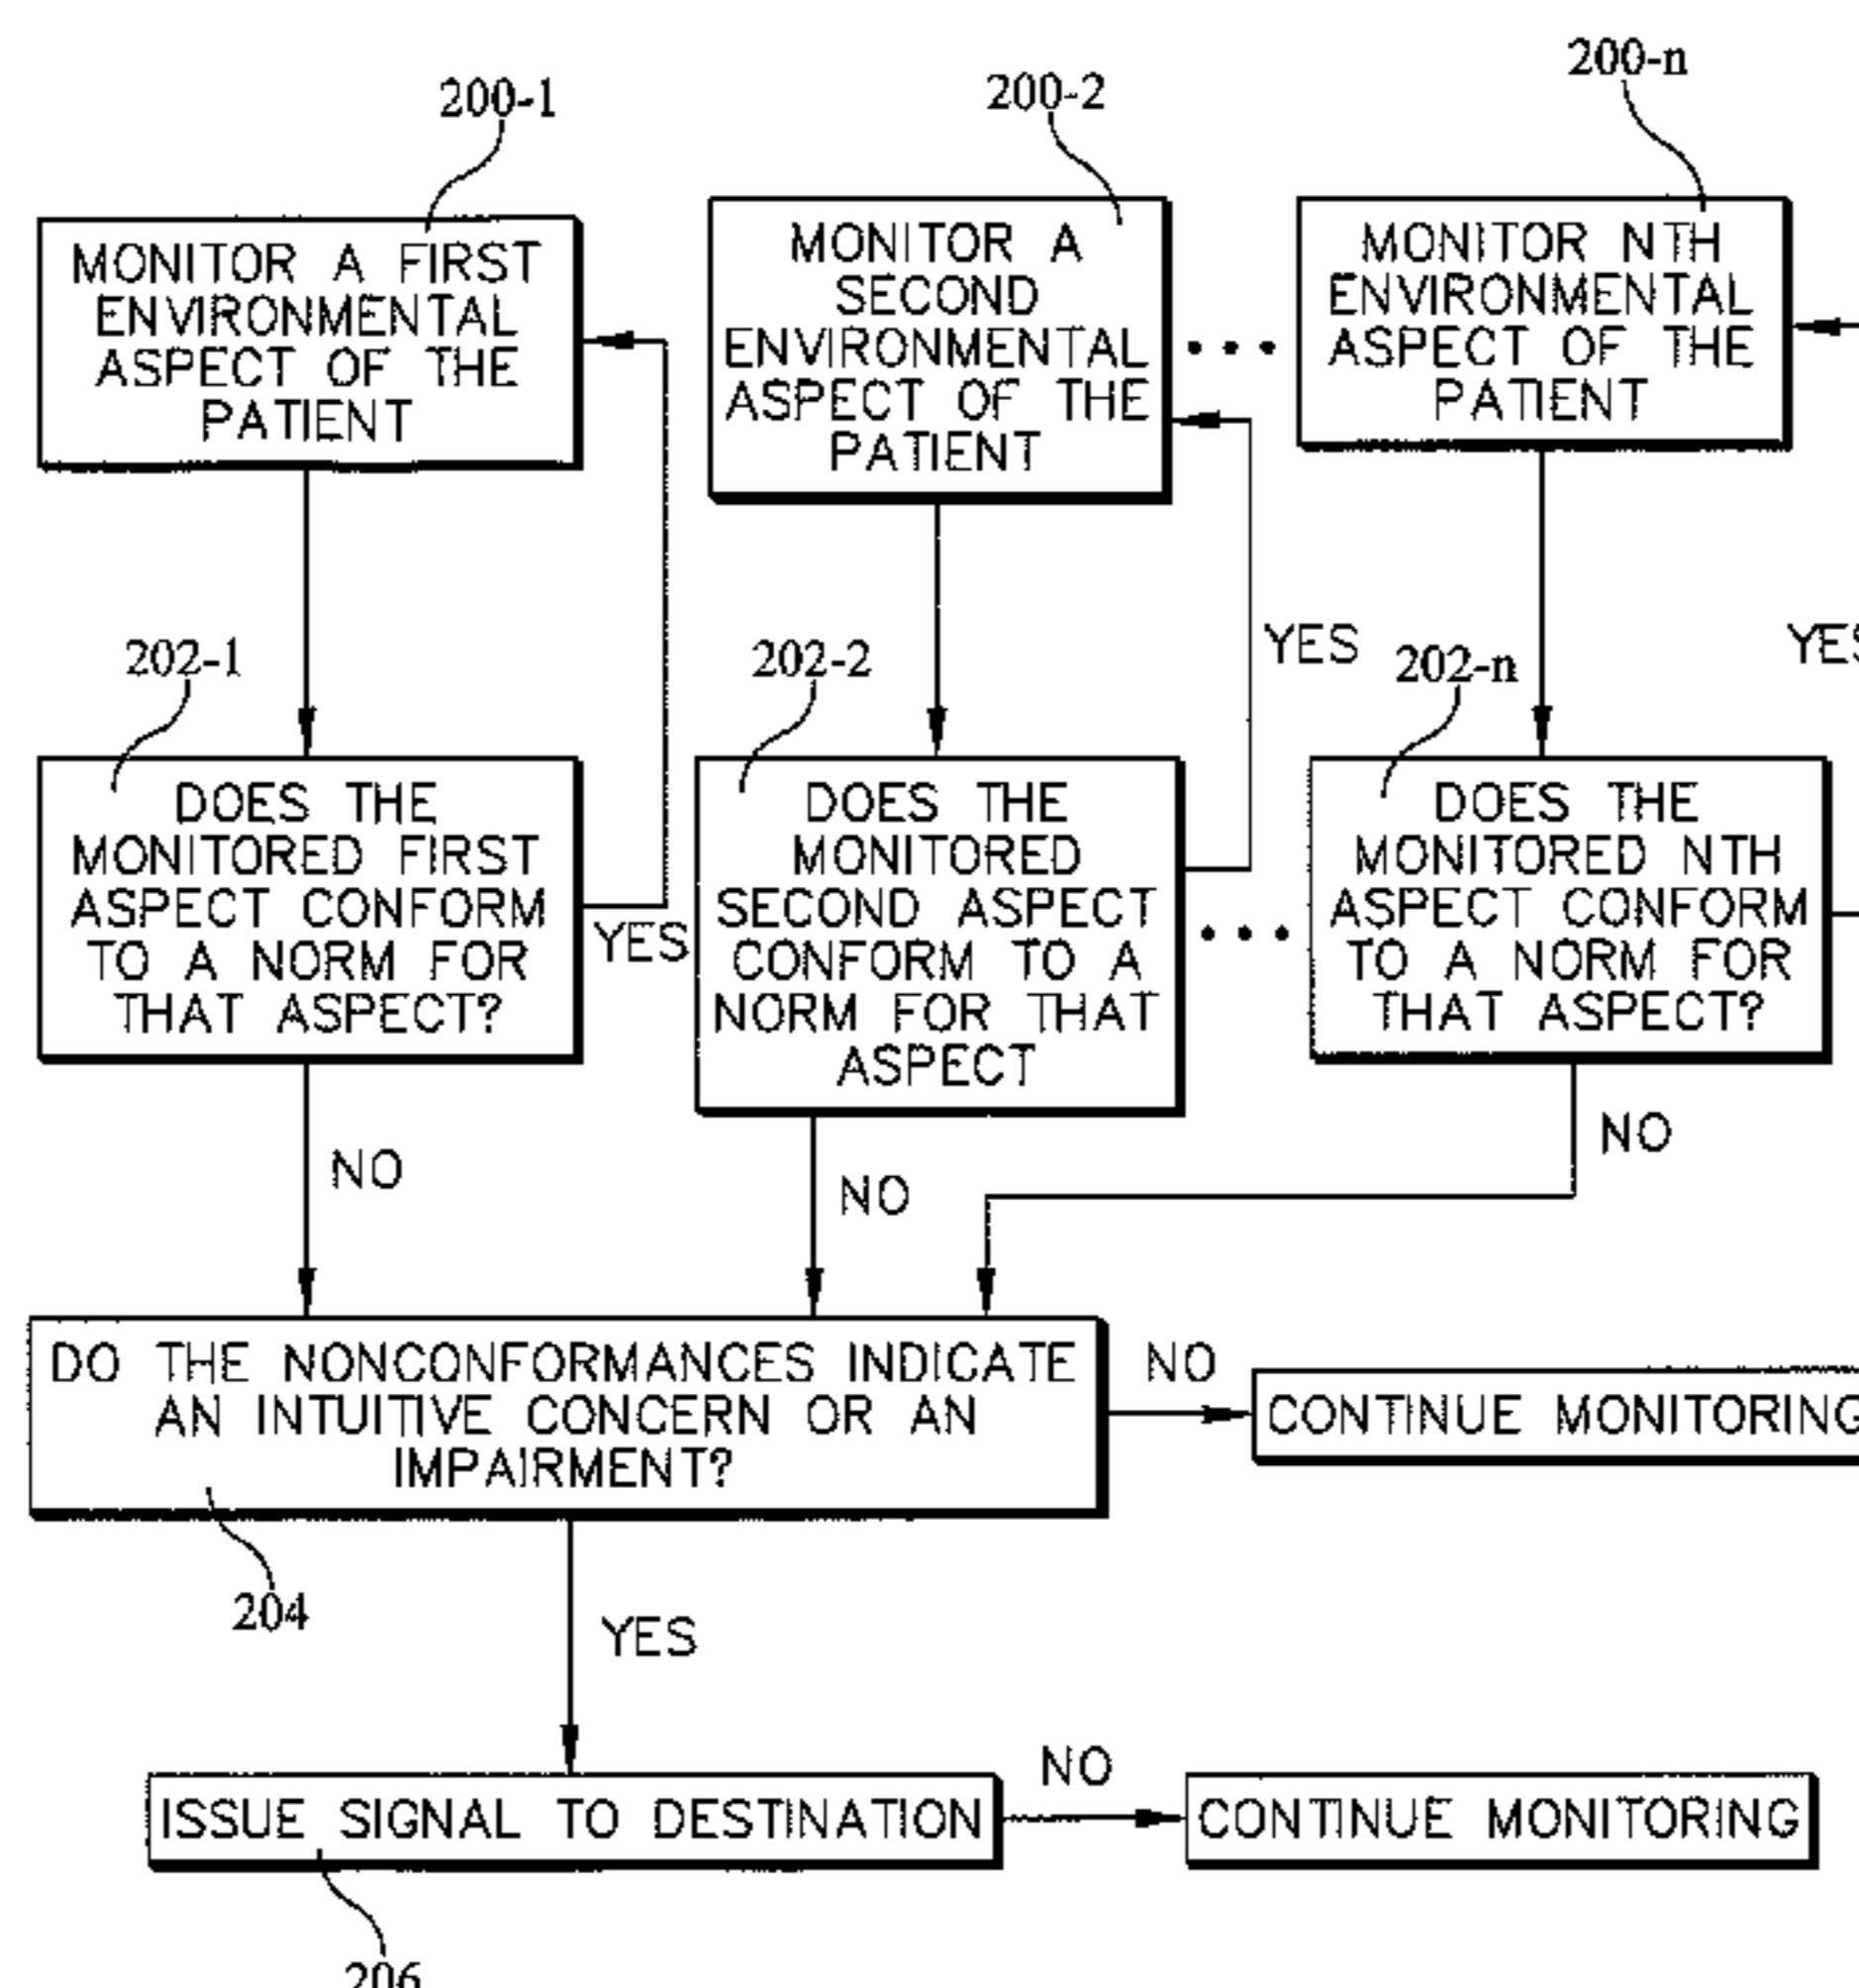 200-1
200-2
200-n
MONITOR A FIRST
ENVIRONMENTAL
ASPECT OF THE
PATIENT
MONITOR A
SECOND
ENVIRONMENTAL
ASPECT OF THE
PATIENT
MONITOR NTH
ENVIRONMENTAL
ASPECT OF THE
PATIENT
202-1
202-2
YES
202-n
YES
DOES THE
MONITORED FIRST
ASPECT CONFORM
TO A NORM FOR
THAT ASPECT?
YES
DOES THE
MONITORED
SECOND ASPECT
CONFORM TO A
NORM FOR THAT
ASPECT
DOES THE
MONITORED NTH
ASPECT CONFORM
TO A NORM FOR
THAT ASPECT?
NO
NO
NO
DO THE NONCONFORMANCES INDICATE
AN INTUITIVE CONCERN OR AN
IMPAIRMENT?
NO
CONTINUE MONITORING
204
YES
ISSUE SIGNAL TO DESTINATION
NO
CONTINUE MONITORING
206